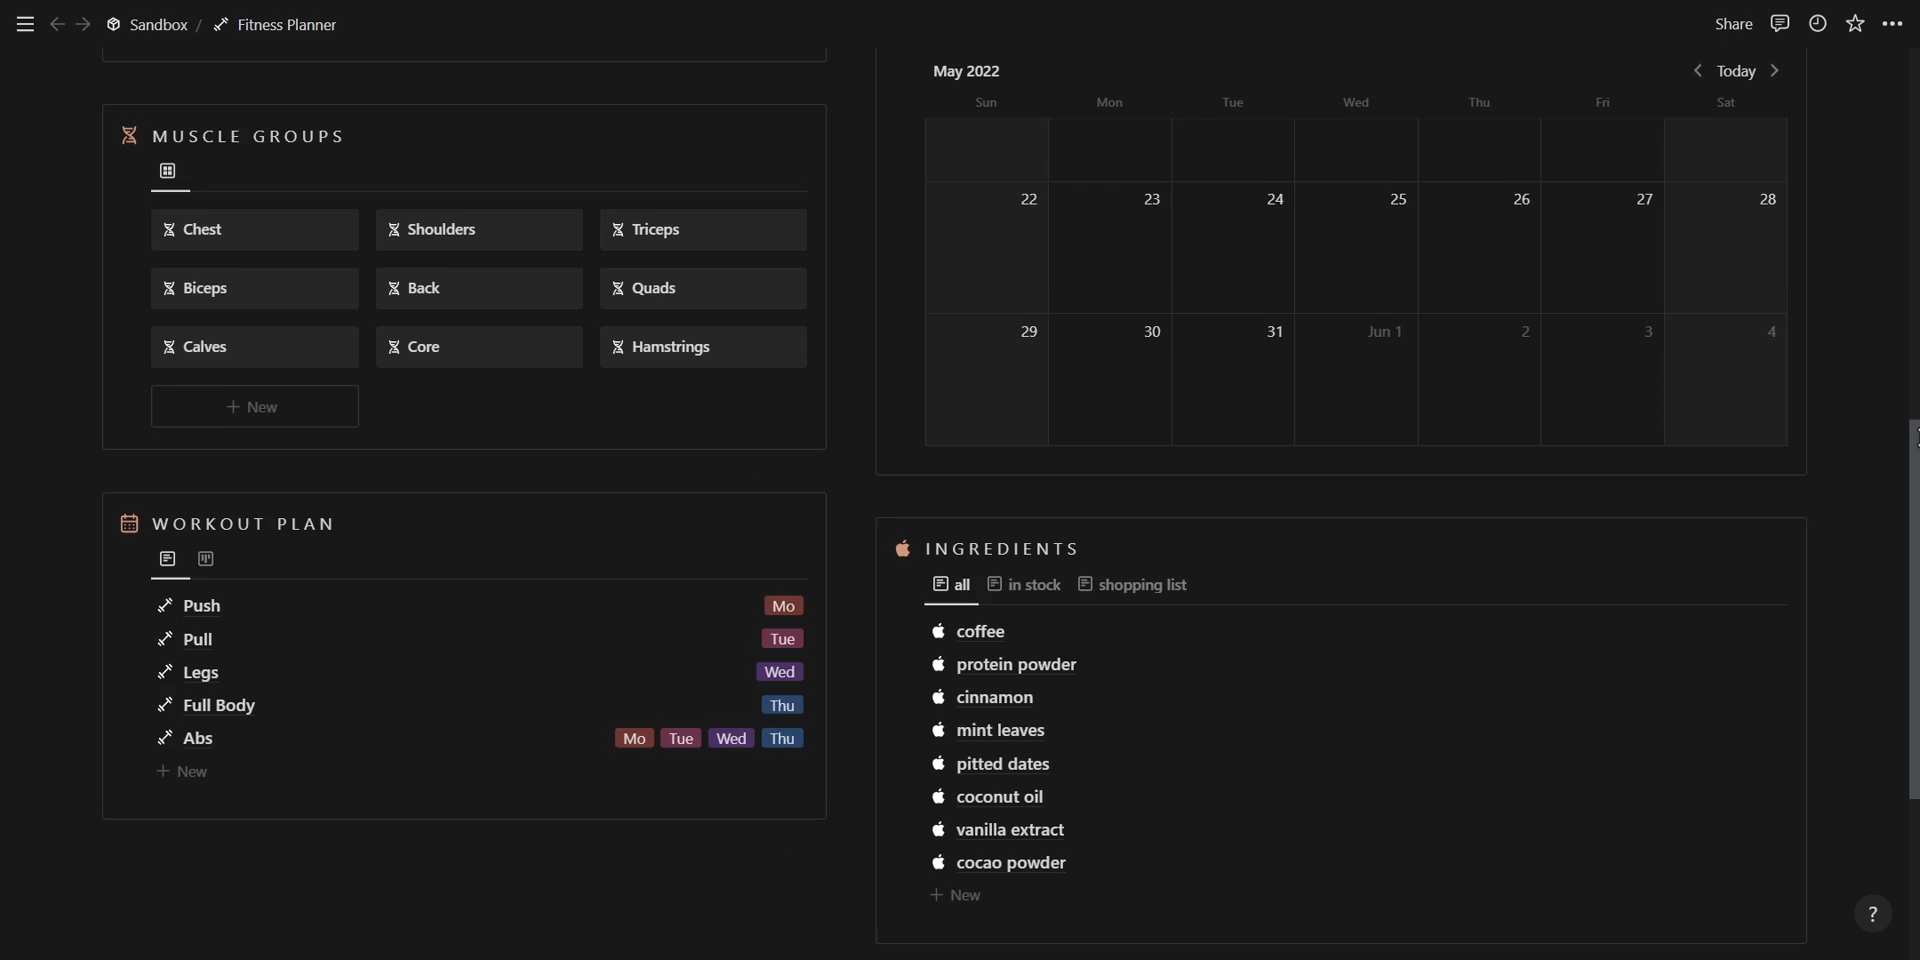 Sandbox / Fitness Planner
Share
MUSCLE GROUPS
Chest Shoulders Triceps
Biceps Back Quads
Calves Core Hamstrings
+ New
WORKOUT PLAN
Push Mo
Pull Tue
Legs Wed
Full Body Thu
Abs Mo Tue Wed Thu
+ New
May 2022 Today
Sun Mon Tue Wed Thu Fri Sat
22 23 24 25 26 27 28
29 30 31 Jun 1 2 3 4
INGREDIENTS
all in stock shopping list
coffee
protein powder
cinnamon
mint leaves
pitted dates
coconut oil
vanilla extract
cocao powder
+ New
?